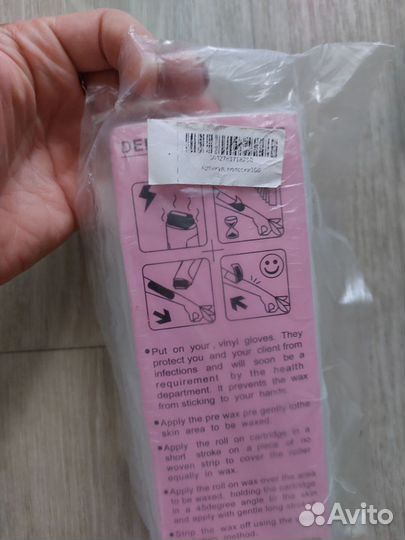 DE
Артикул: полоски100
•Put on your , vinyl gloves. They
protect you and your client from
infections and will soon be a
requirement by the health
department. It prevents the wax
from sticking to your hands.
•Apply the pre wax pre gently tothe
skin area to be waxed.
•Apply the roll on cartridge in a
short stroke on a piece of no
woven strip to cover the roller
equally in wax.
•Apply the roll on wax over the area
to be waxed, holding the cartridge
in a 45degree angle to the skin
and apply with gentle long
•Strip the wax off using the
method.
Avito